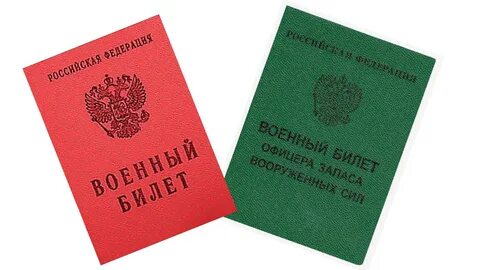 РОССИЙСКАЯ ФЕДЕРАЦИЯ
ВОЕННЫЙ
БИЛЕТ
РОССИЙСКАЯ ФЕДЕРАЦИЯ
ВОЕННЫЙ БИЛЕТ
ОФИЦЕРА ЗАПАСА
ВООРУЖЕННЫХ СИЛ